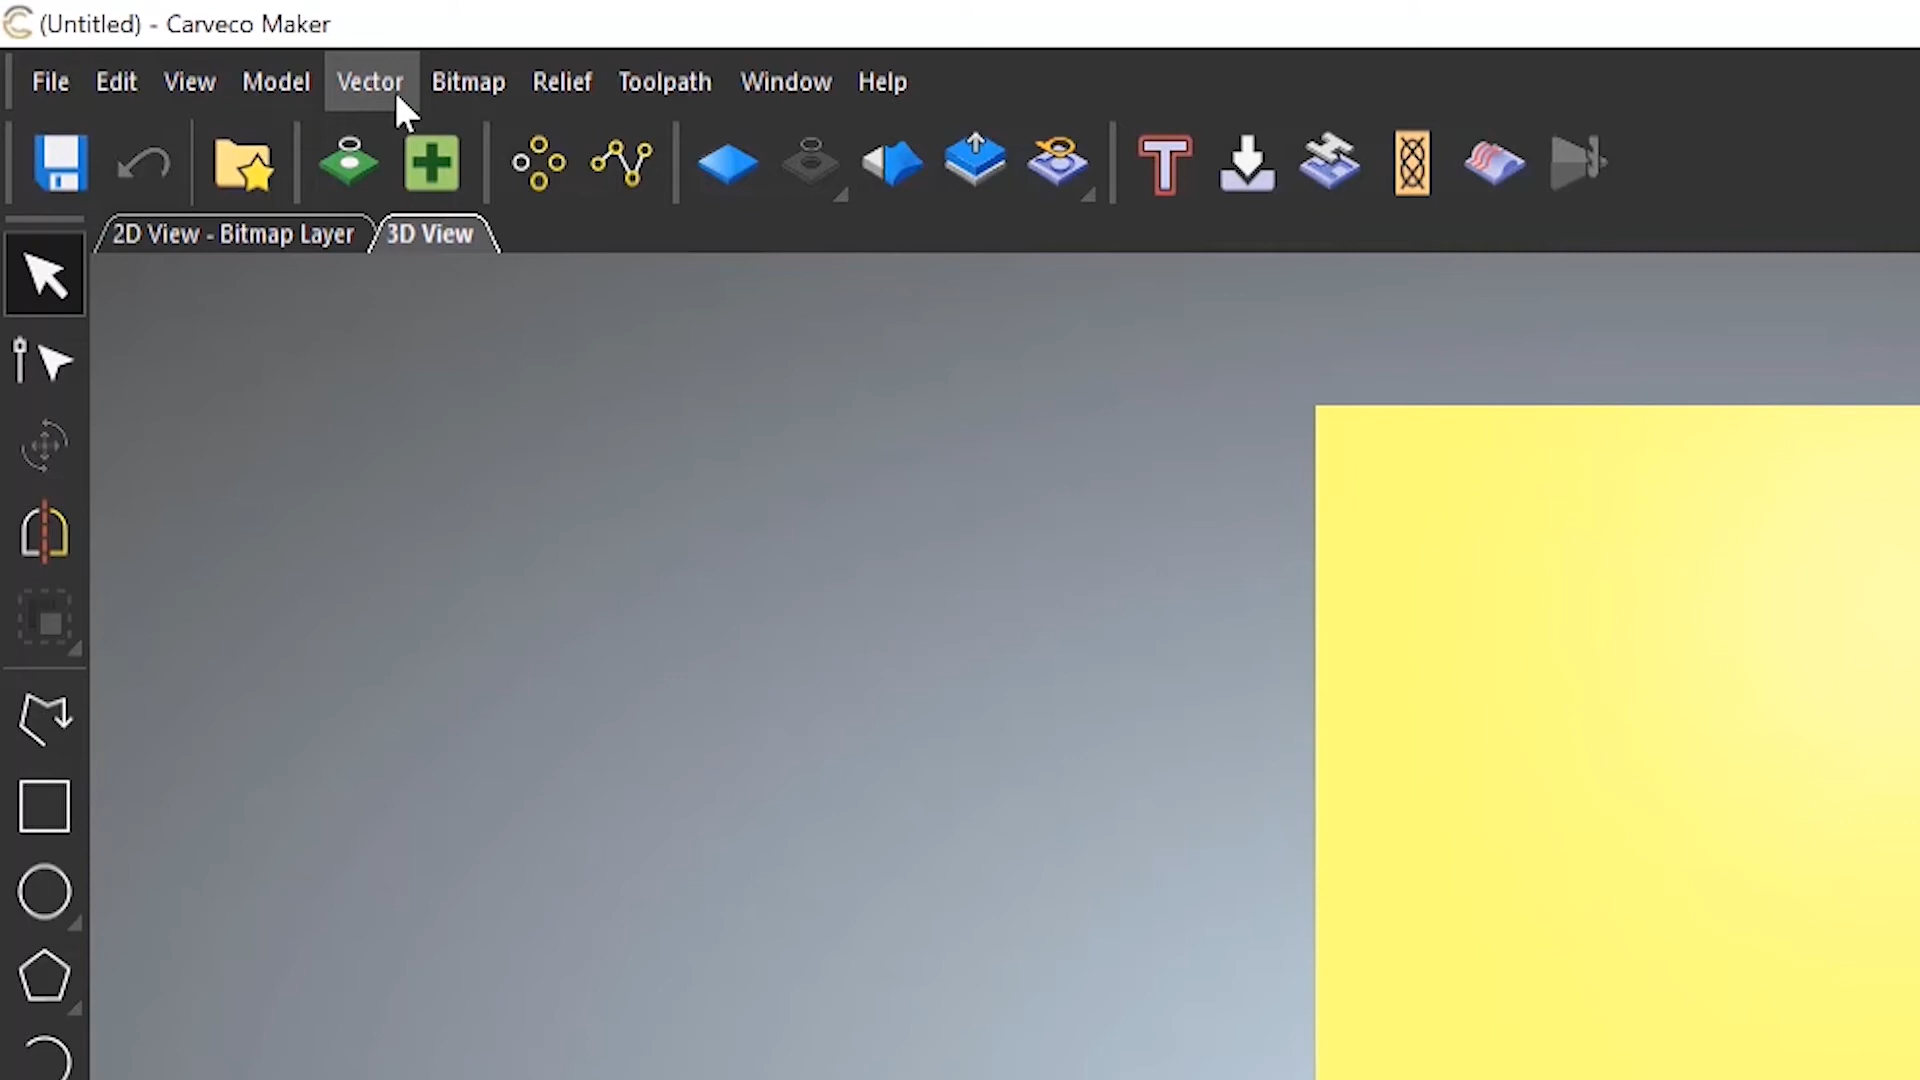 (Untitled) - Carveco Maker
File Edit View Model Vector Bitmap Relief Toolpath Window Help
2D View - Bitmap Layer 3D View